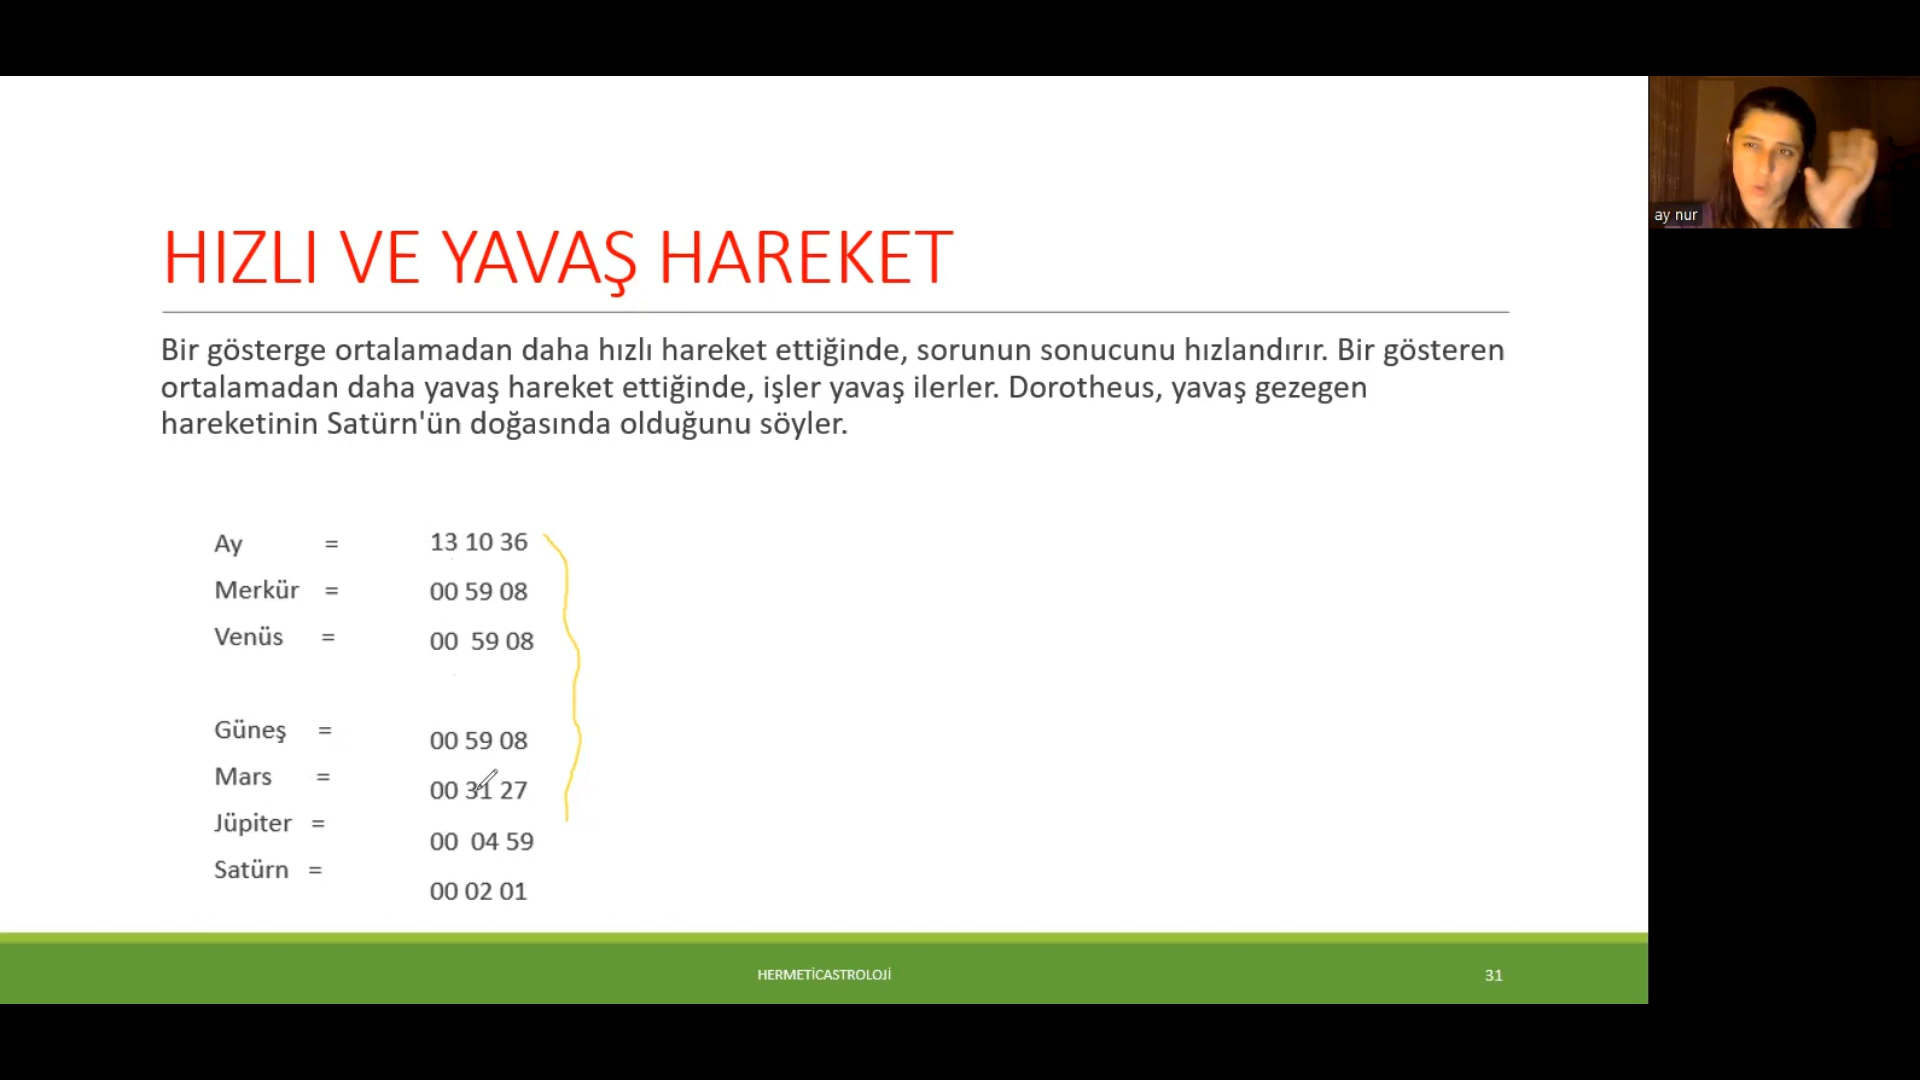 HIZLI VE YAVAŞ HAREKET
Bir gösterge ortalamadan daha hızlı hareket ettiğinde, sorunun sonucunu hızlandırır. Bir gösteren
ortalamadan daha yavaş hareket ettiğinde, işler yavaş ilerler. Dorotheus, yavaş gezegen
hareketinin Satürn'ün doğasında olduğunu söyler.
Ay = 13 10 36
Merkür = 00 59 08
Venüs = 00 59 08
Güneş = 00 59 08
Mars = 00 31 27
Jüpiter = 00 04 59
Satürn = 00 02 01
HERMETİCASTROLOJİ
31
ay nur